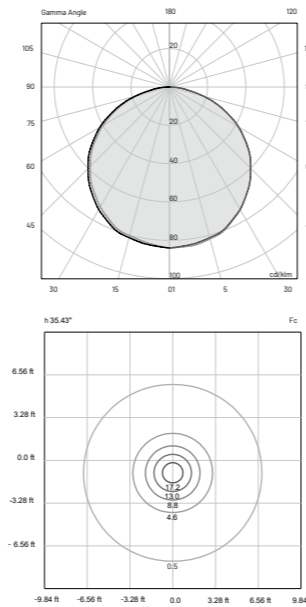 Gamma Angle 180 120
20
105
90
20
75
40
60
60
45
80
100 cd/klm
30 15 01 5 30
h 35.43" Fc
6.56 ft
3.28 ft
0.0 ft
17.2
13.0
-3.28 ft
8.8
4.6
- 6.56 ft
0.5
-9.84 ft -6.56 ft -3.28 ft 0.0 3.28 ft 6.56 ft 9.84